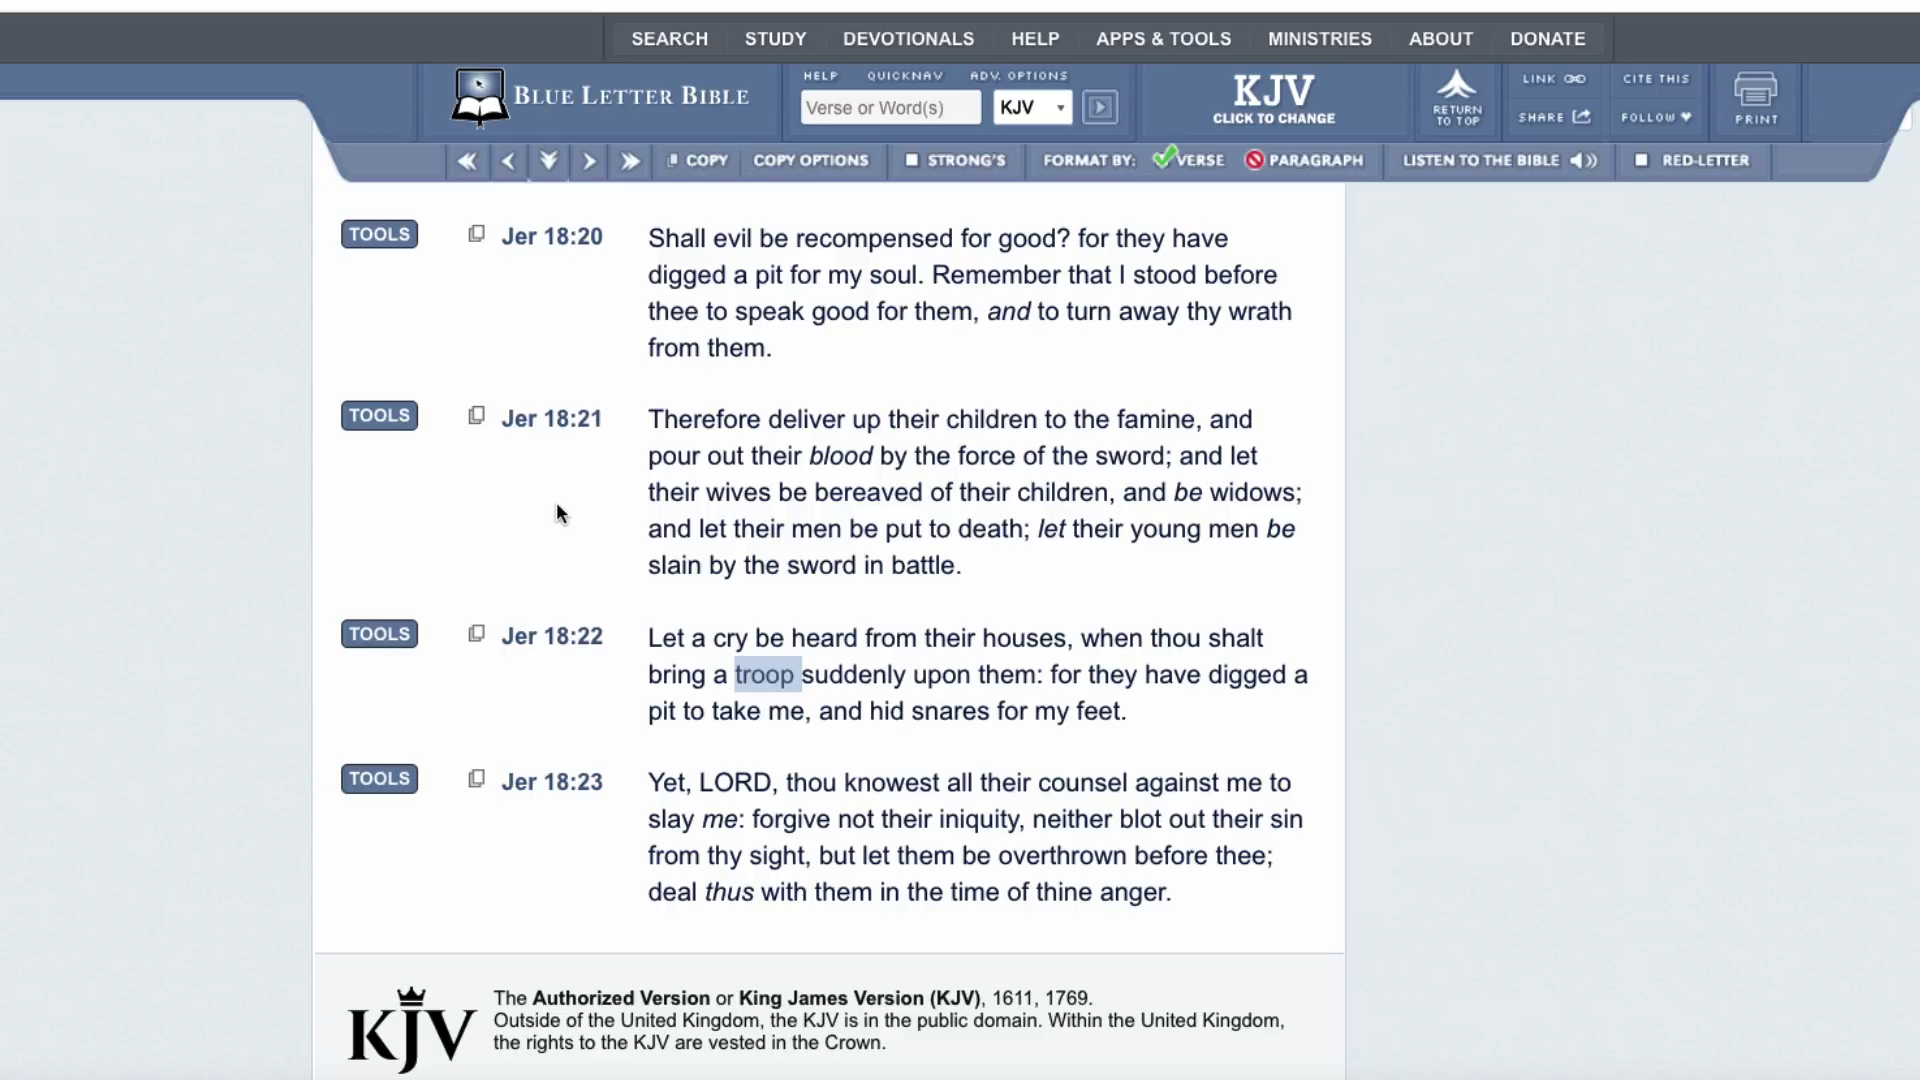 SEARCH STUDY DEVOTIONALS HELP APPS & TOOLS MINISTRIES ABOUT DONATE
BLUE LETTER BIBLE
HELP QUICKNAV ADV. OPTIONS
Verse or Word(s) KJV
KJV
CLICK TO CHANGE
RETURN
TO TOP
LINK CITE THIS
SHARE FOLLOW
PRINT
COPY COPY OPTIONS STRONG'S FORMAT BY: VERSE PARAGRAPH LISTEN TO THE BIBLE RED-LETTER
TOOLS Jer 18:20 Shall evil be recompensed for good? for they have
digged a pit for my soul. Remember that I stood before
thee to speak good for them, and to turn away thy wrath
from them.
TOOLS Jer 18:21 Therefore deliver up their children to the famine, and
pour out their blood by the force of the sword; and let
their wives be bereaved of their children, and be widows;
and let their men be put to death; let their young men be
slain by the sword in battle.
TOOLS Jer 18:22 Let a cry be heard from their houses, when thou shalt
bring a troop suddenly upon them: for they have digged a
pit to take me, and hid snares for my feet.
TOOLS Jer 18:23 Yet, LORD, thou knowest all their counsel against me to
slay me: forgive not their iniquity, neither blot out their sin
from thy sight, but let them be overthrown before thee;
deal thus with them in the time of thine anger.
KJV
The Authorized Version or King James Version (KJV), 1611, 1769.
Outside of the United Kingdom, the KJV is in the public domain. Within the United Kingdom,
the rights to the KJV are vested in the Crown.